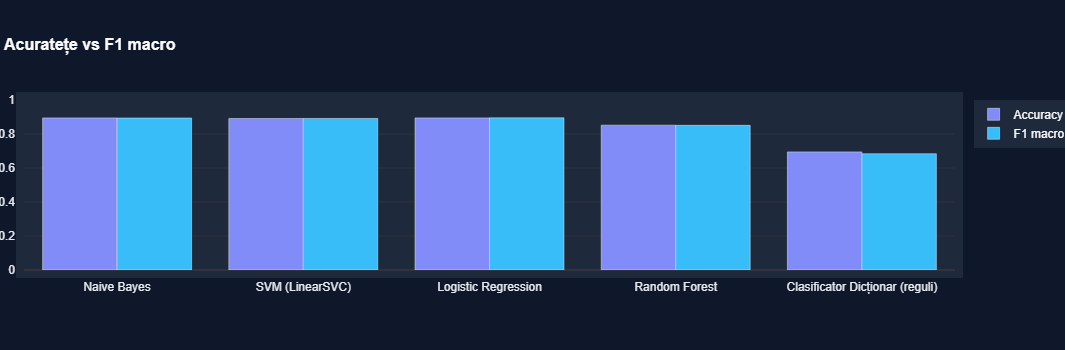 Acuratețe vs F1 macro
1
0.8
0.6
0.4
0.2
0
Naive Bayes
SVM (LinearSVC)
Logistic Regression
Random Forest
Clasificator Dicționar (reguli)
Accuracy
F1 macro